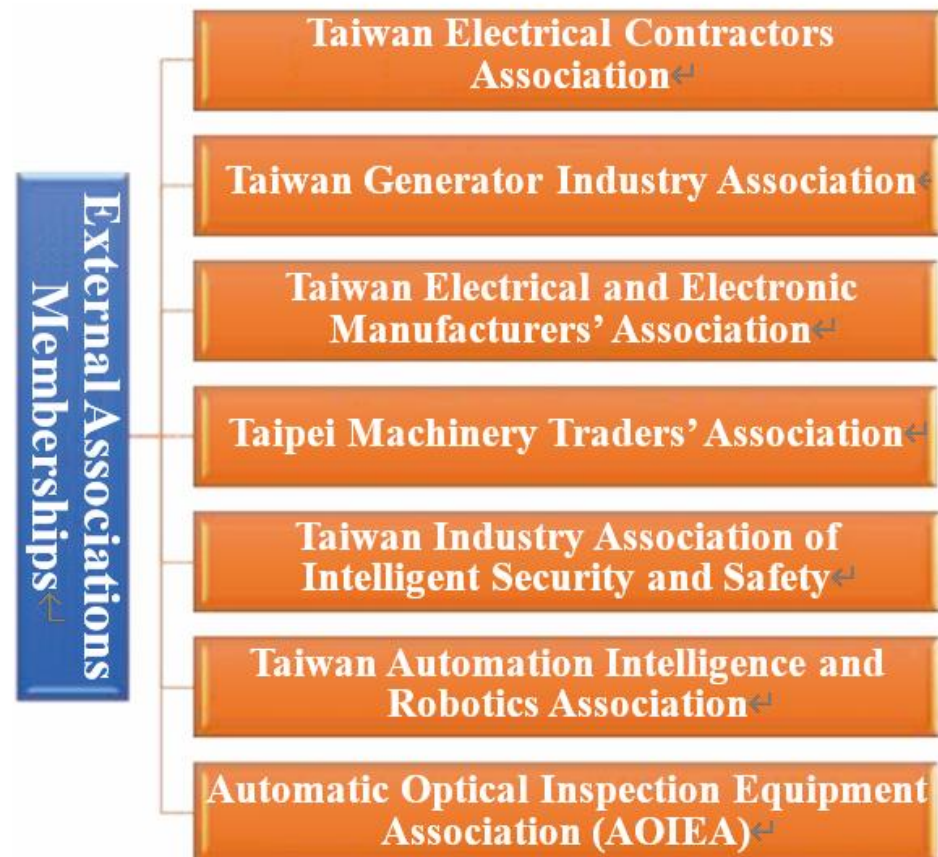 External Associations
Memberships
Taiwan Electrical Contractors
Association
Taiwan Generator Industry Association
Taiwan Electrical and Electronic
Manufacturers’ Association
Taipei Machinery Traders’ Association
Taiwan Industry Association of
Intelligent Security and Safety
Taiwan Automation Intelligence and
Robotics Association
Automatic Optical Inspection Equipment
Association (AOIEA)